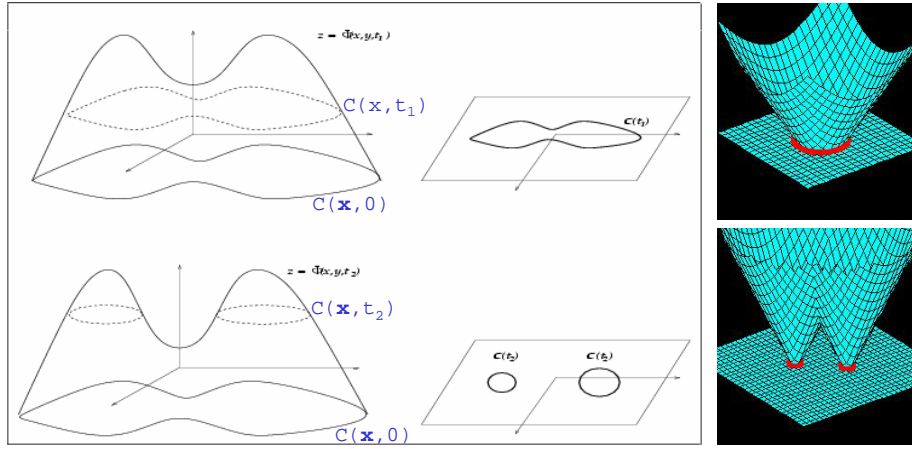 z = Φ(x,y,t₁)
C(x,t₁)
C(t₁)
C(x,0)
z = Φ(x,y,t₂)
C(x,t₂)
C(t₂) C(t₂)
C(x,0)